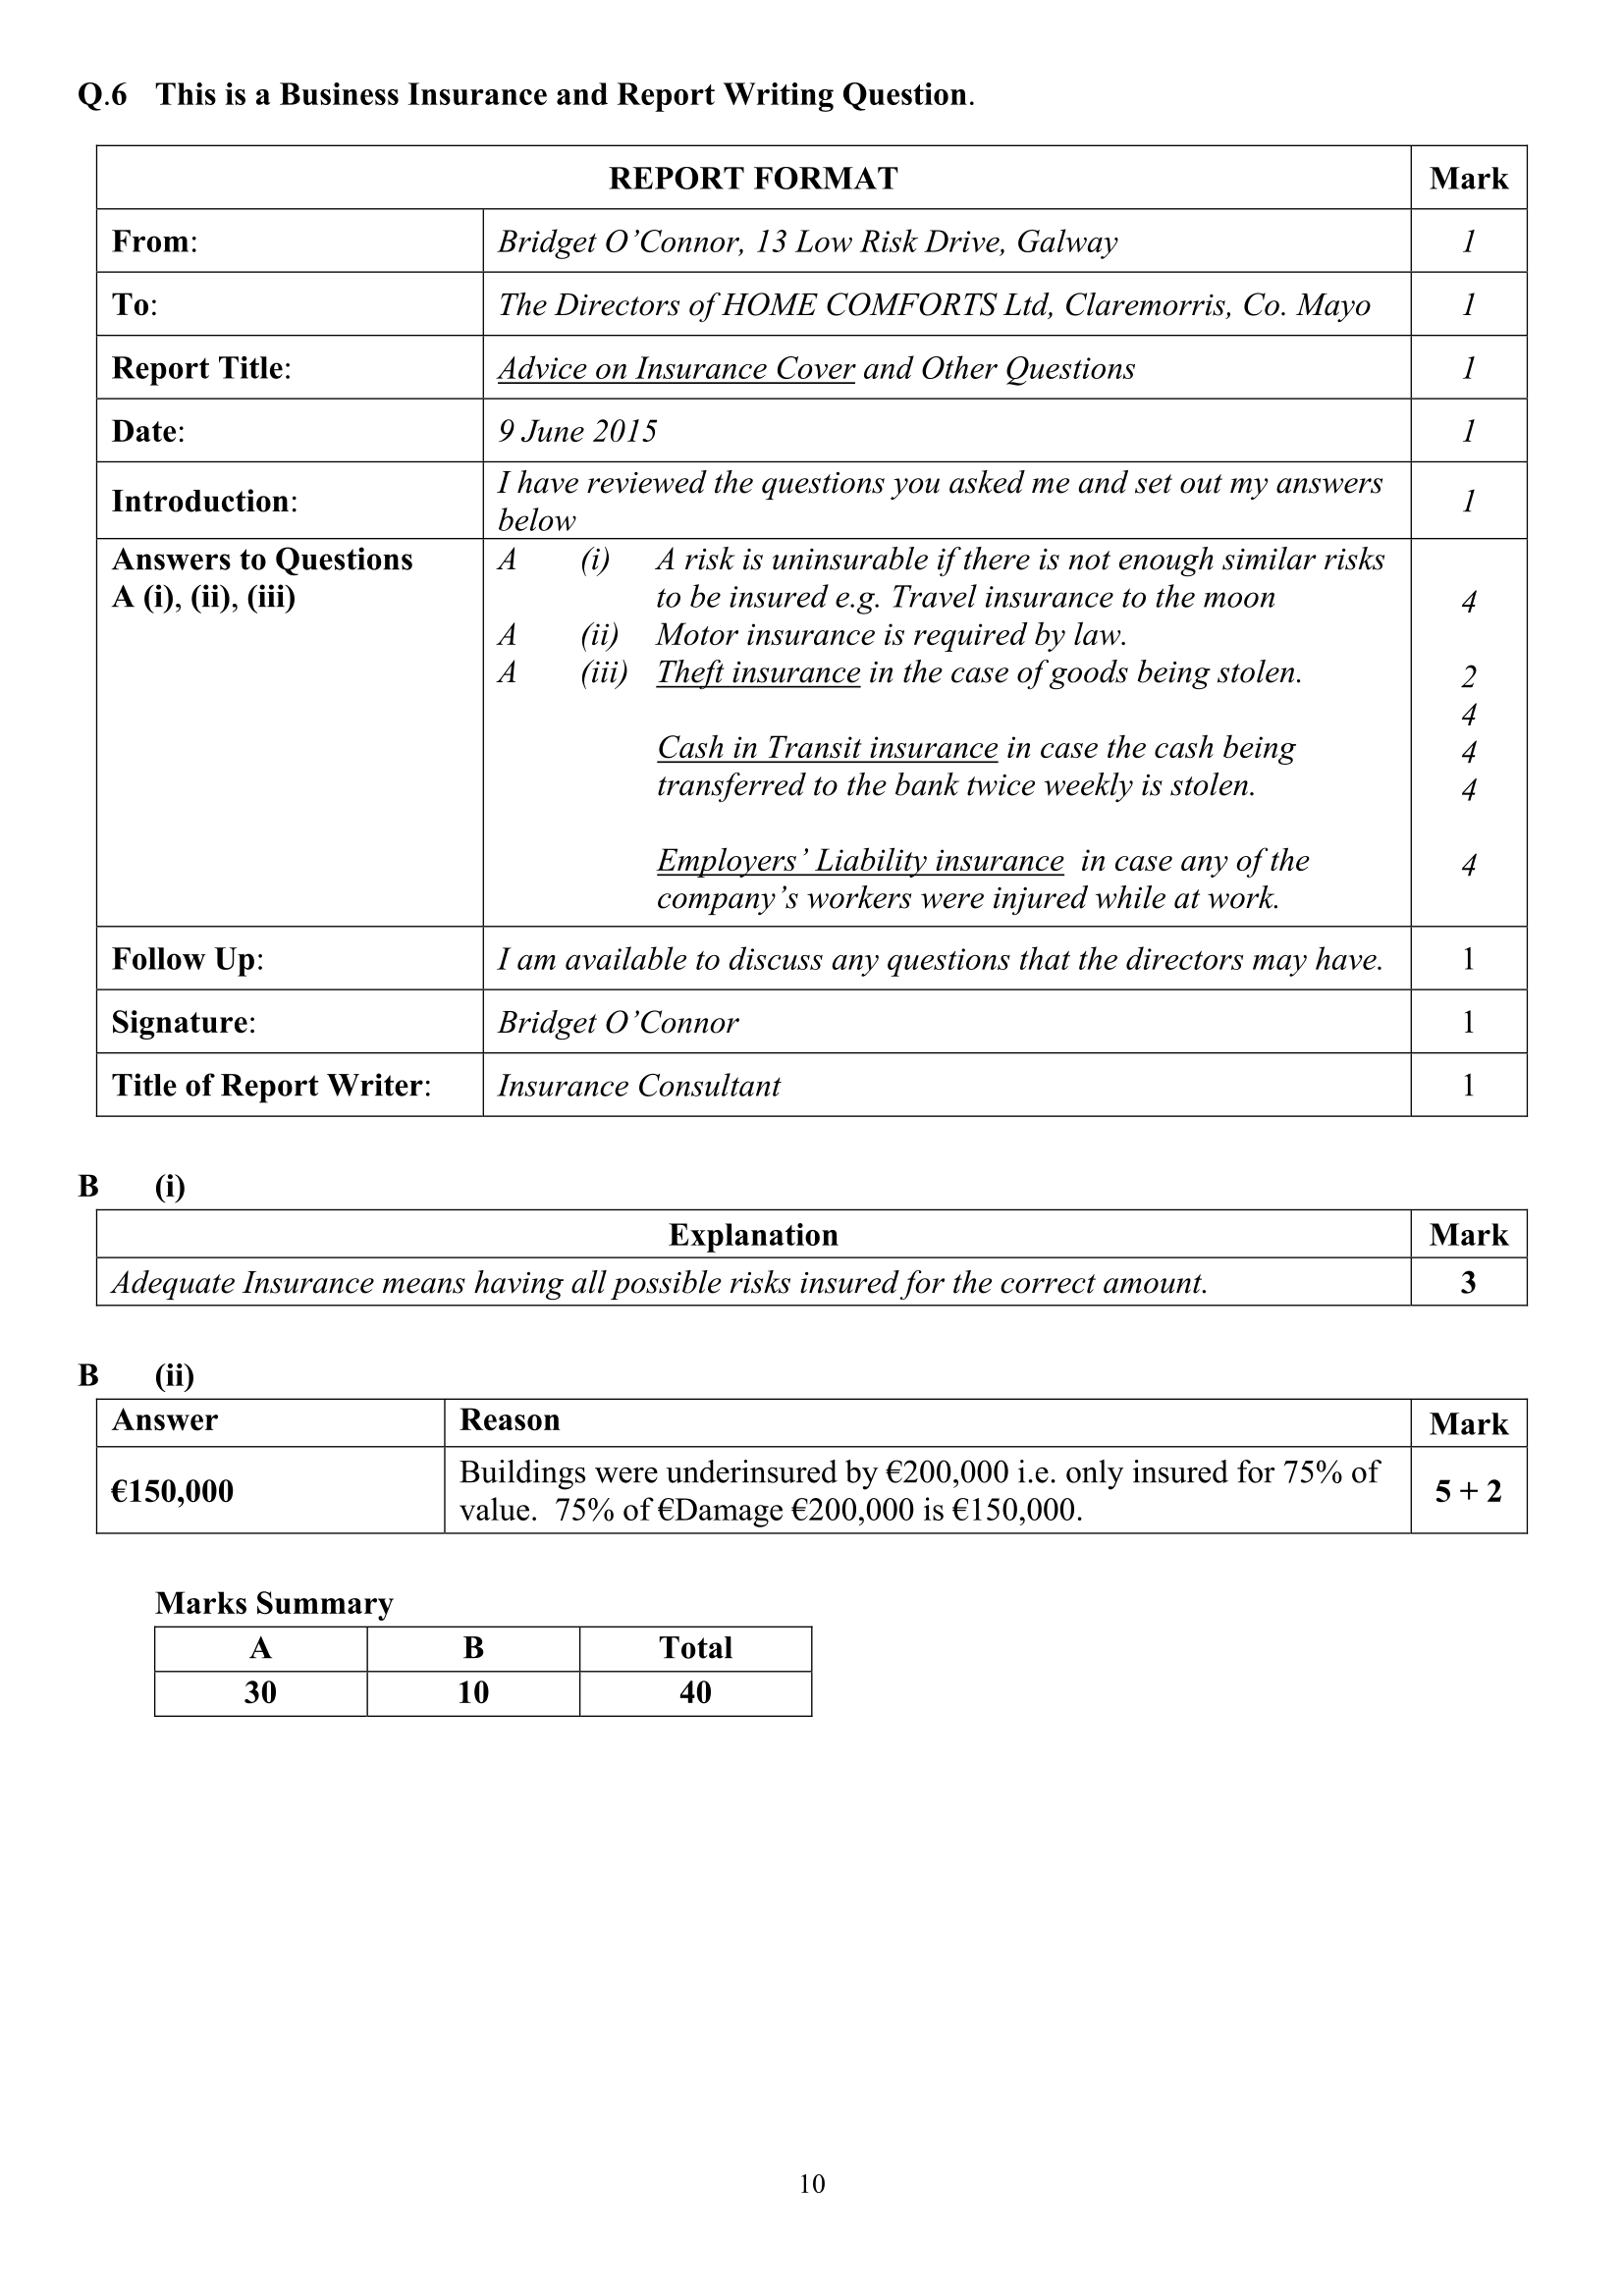 Q.6 This is a Business Insurance and Report Writing Question.
REPORT FORMAT Mark
From: Bridget O’Connor, 13 Low Risk Drive, Galway 1
To: The Directors of HOME COMFORTS Ltd, Claremorris, Co. Mayo 1
Report Title: Advice on Insurance Cover and Other Questions 1
Date: 9 June 2015 1
Introduction: I have reviewed the questions you asked me and set out my answers
below 1
Answers to Questions A (i) A risk is uninsurable if there is not enough similar risks
A (i), (ii), (iii) to be insured e.g. Travel insurance to the moon 4
A (ii) Motor insurance is required by law.
A (iii) Theft insurance in the case of goods being stolen. 2
4
Cash in Transit insurance in case the cash being 4
transferred to the bank twice weekly is stolen. 4
Employers’ Liability insurance in case any of the 4
company’s workers were injured while at work.
Follow Up: I am available to discuss any questions that the directors may have. 1
Signature: Bridget O’Connor 1
Title of Report Writer: Insurance Consultant 1
B (i)
Explanation Mark
Adequate Insurance means having all possible risks insured for the correct amount. 3
B (ii)
Answer Reason Mark
€150,000 Buildings were underinsured by €200,000 i.e. only insured for 75% of
value. 75% of €Damage €200,000 is €150,000. 5 + 2
Marks Summary
A B Total
30 10 40
10